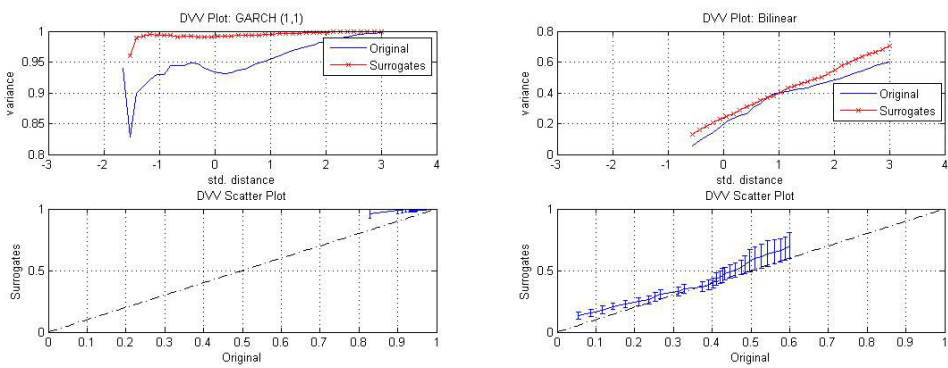 DVV Plot: GARCH (1,1)
1
0.95
0.9
0.85
0.8
variance
Original
Surrogates
-3 -2 -1 0 1 2 3 4
std. distance
DVV Plot: Bilinear
0.8
0.6
0.4
0.2
0
variance
Original
Surrogates
-3 -2 -1 0 1 2 3 4
std. distance
DVV Scatter Plot
1
0.5
0
Surrogates
0 0.1 0.2 0.3 0.4 0.5 0.6 0.7 0.8 0.9 1
Original
DVV Scatter Plot
1
0.5
0
Surrogates
0 0.1 0.2 0.3 0.4 0.5 0.6 0.7 0.8 0.9 1
Original